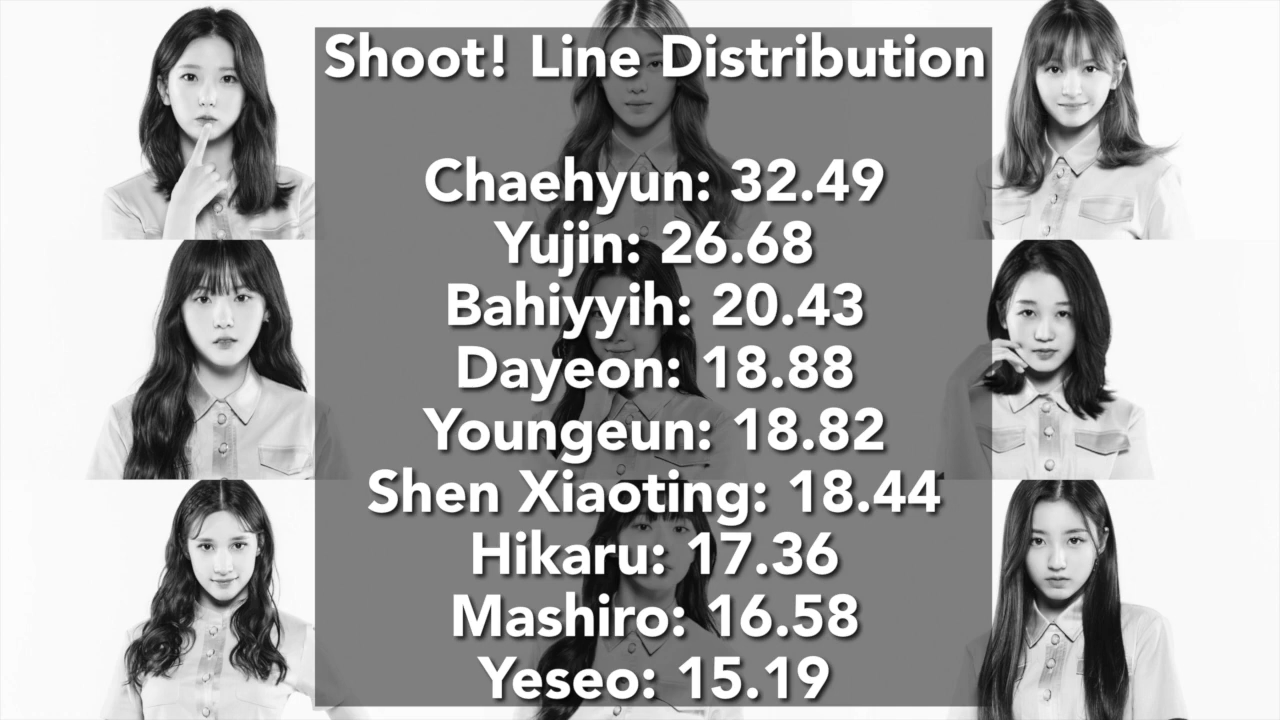 Shoot! Line Distribution
Chaehyun: 32.49
Yujin: 26.68
Bahiyyih: 20.43
Dayeon: 18.88
Youngeun: 18.82
Shen Xiaoting: 18.44
Hikaru: 17.36
Mashiro: 16.58
Yeseo: 15.19